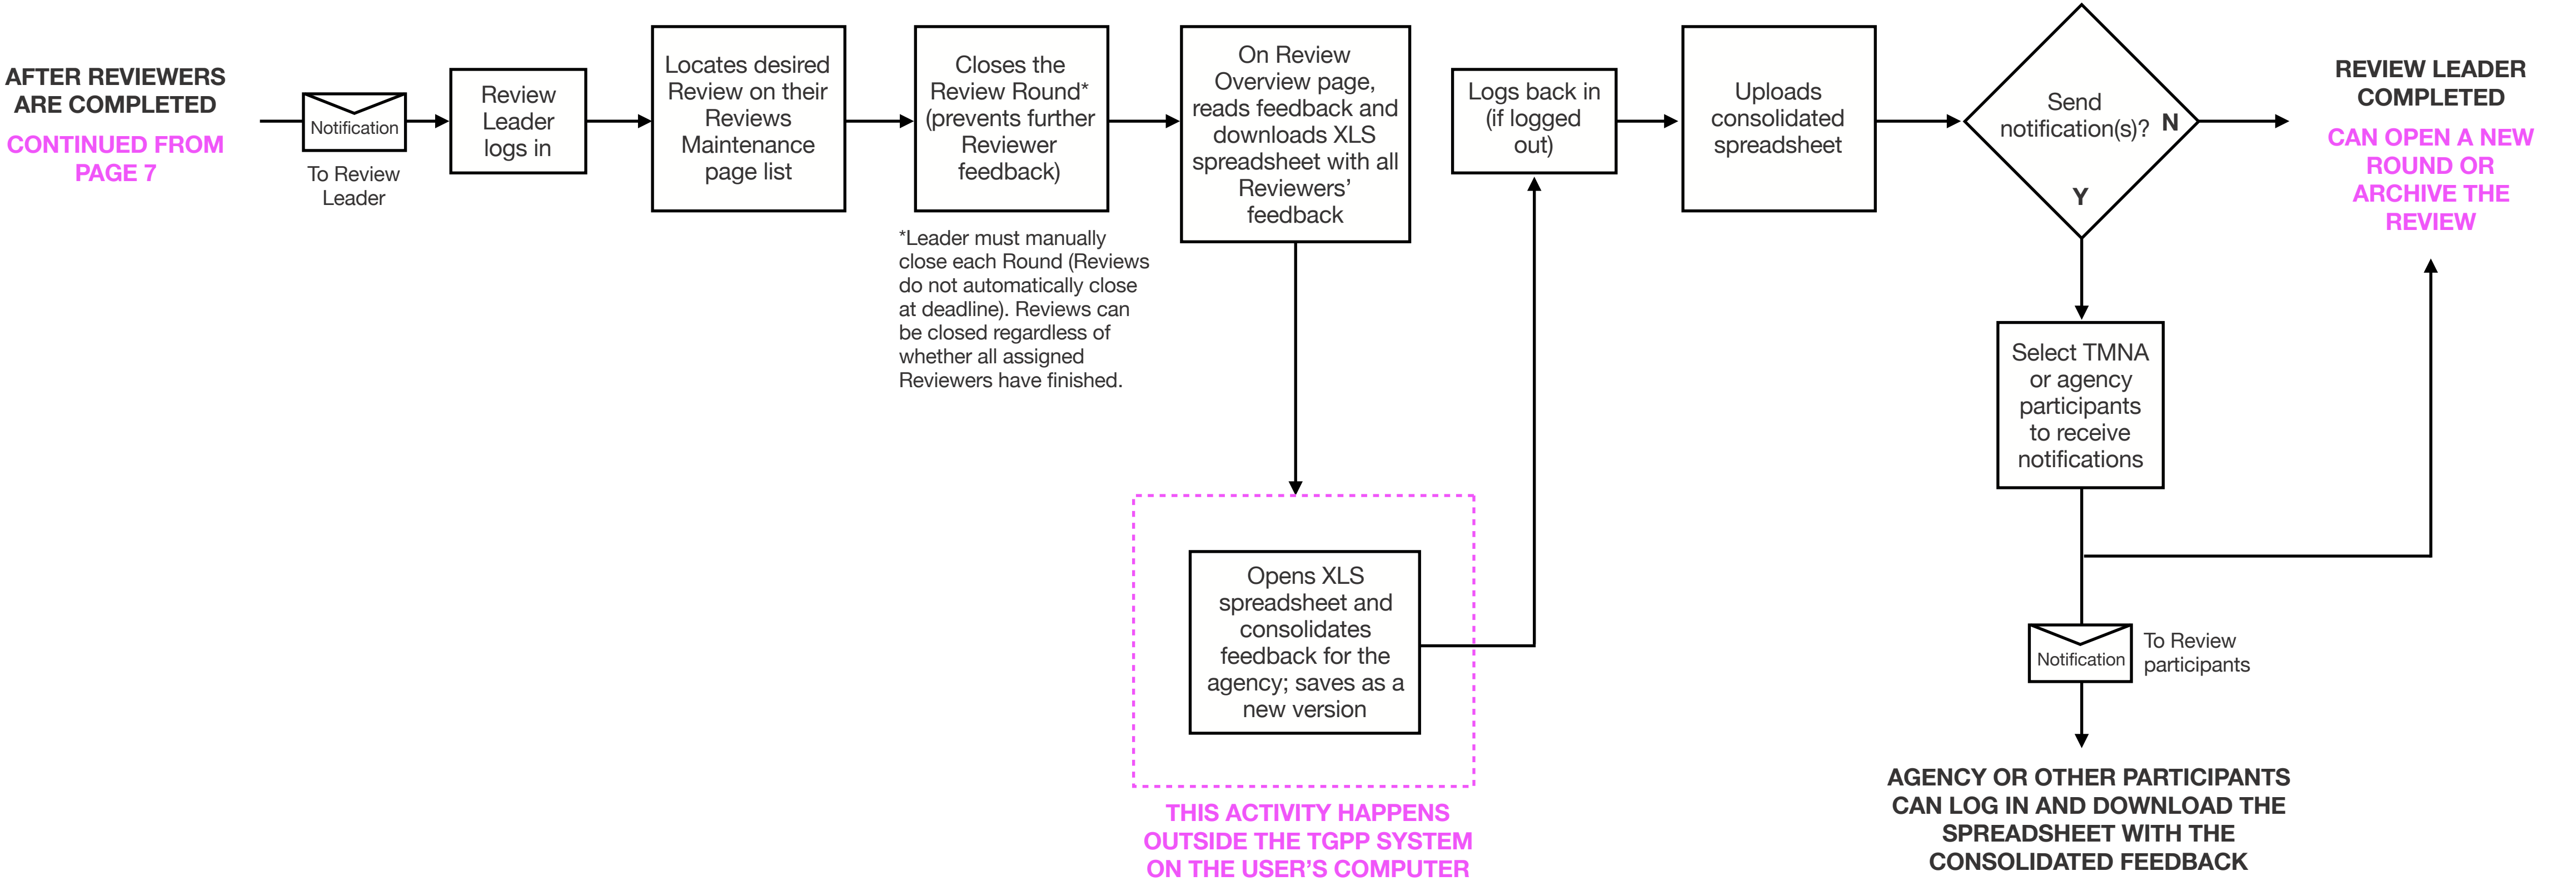 AFTER REVIEWERS
ARE COMPLETED
CONTINUED FROM
PAGE 7
Notification
To Review
Leader
Review
Leader
logs in
Locates desired
Review on their
Reviews
Maintenance
page list
Closes the
Review Round*
(prevents further
Reviewer
feedback)
*Leader must manually
close each Round (Reviews
do not automatically close
at deadline). Reviews can
be closed regardless of
whether all assigned
Reviewers have finished.
On Review
Overview page,
reads feedback and
downloads XLS
spreadsheet with all
Reviewers’
feedback
Opens XLS
spreadsheet and
consolidates
feedback for the
agency; saves as a
new version
THIS ACTIVITY HAPPENS
OUTSIDE THE TGPP SYSTEM
ON THE USER’S COMPUTER
Logs back in
(if logged
out)
Uploads
consolidated
spreadsheet
Send
notification(s)?
N
Y
Select TMNA
or agency
participants
to receive
notifications
Notification
To Review
participants
AGENCY OR OTHER PARTICIPANTS
CAN LOG IN AND DOWNLOAD THE
SPREADSHEET WITH THE
CONSOLIDATED FEEDBACK
REVIEW LEADER
COMPLETED
CAN OPEN A NEW
ROUND OR
ARCHIVE THE
REVIEW